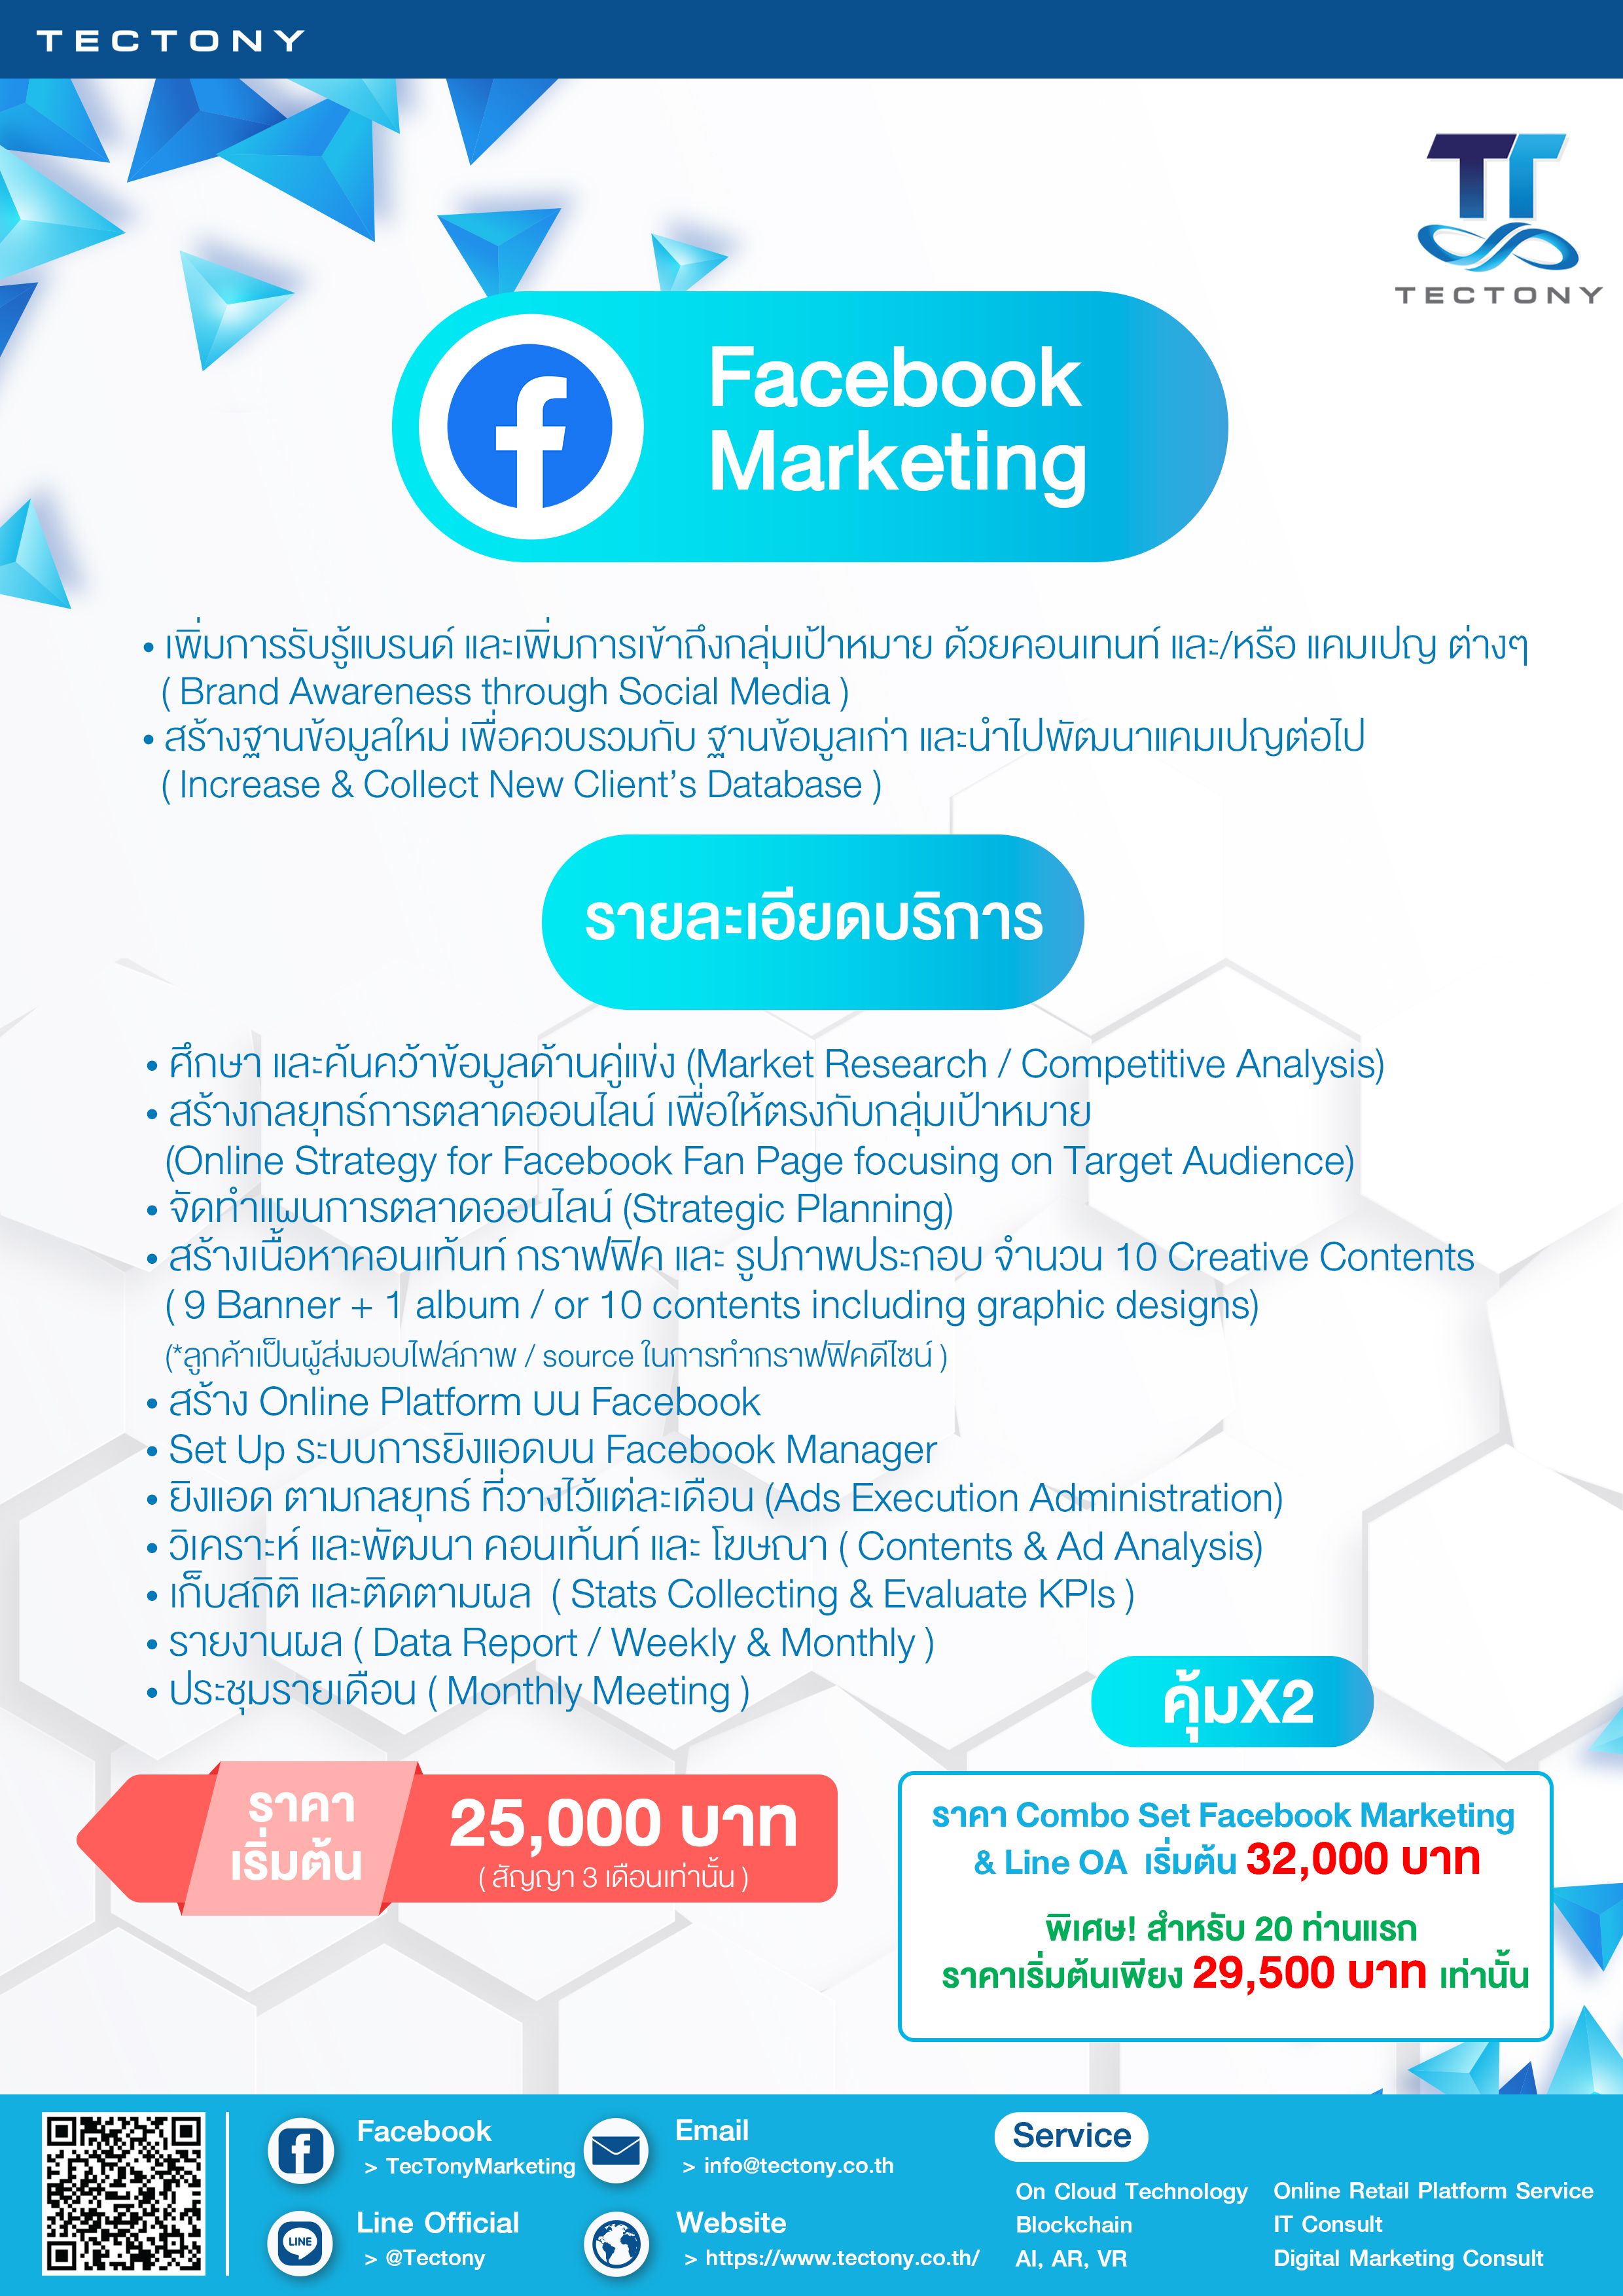 TECTONY
TECTONY
Facebook
Marketing
• เพิ่มการรับรู้แบรนด์ และเพิ่มการเข้าถึงกลุ่มเป้าหมาย ด้วยคอนเทนท์ และ/หรือ แคมเปญ ต่างๆ
( Brand Awareness through Social Media )
• สร้างฐานข้อมูลใหม่ เพื่อควบรวมกับ ฐานข้อมูลเก่า และนำไปพัฒนาแคมเปญต่อไป
( Increase & Collect New Client's Database )
รายละเอียดบริการ
• ศึกษา และค้นคว้าข้อมูลด้านคู่แข่ง (Market Research / Competitive Analysis)
• สร้างกลยุทธ์การตลาดออนไลน์ เพื่อให้ตรงกับกลุ่มเป้าหมาย
(Online Strategy for Facebook Fan Page focusing on Target Audience)
• จัดทำแผนการตลาดออนไลน์ (Strategic Planning)
• สร้างเนื้อหาคอนเท้นท์ กราฟฟิค และ รูปภาพประกอบ จำนวน 10 Creative Contents
( 9 Banner + 1 album / or 10 contents including graphic designs)
(*ลูกค้าเป็นผู้ส่งมอบไฟล์ภาพ / source ในการทำกราฟฟิคดีไซน์ )
• สร้าง Online Platform บน Facebook
• Set Up ระบบการยิงแอดบน Facebook Manager
• ยิงแอด ตามกลยุทธ์ ที่วางไว้แต่ละเดือน (Ads Execution Administration)
• วิเคราะห์ และพัฒนา คอนเท้นท์ และ โฆษณา ( Contents & Ad Analysis)
• เก็บสถิติ และติดตามผล ( Stats Collecting & Evaluate KPIs )
• รายงานผล ( Data Report / Weekly & Monthly )
• ประชุมรายเดือน ( Monthly Meeting )
คุ้มX2
ราคา
เริ่มต้น
25,000 บาท
( สัญญา 3 เดือนเท่านั้น )
ราคา Combo Set Facebook Marketing
& Line OA เริ่มต้น 32,000 บาท
พิเศษ! สำหรับ 20 ท่านแรก
ราคาเริ่มต้นเพียง 29,500 บาท เท่านั้น
Facebook
> TecTonyMarketing
Line Official
LINE
> @Tectony
Email
> info@tectony.co.th
Website
> https://www.tectony.co.th/
Service
On Cloud Technology
Blockchain
AI, AR, VR
Online Retail Platform Service
IT Consult
Digital Marketing Consult